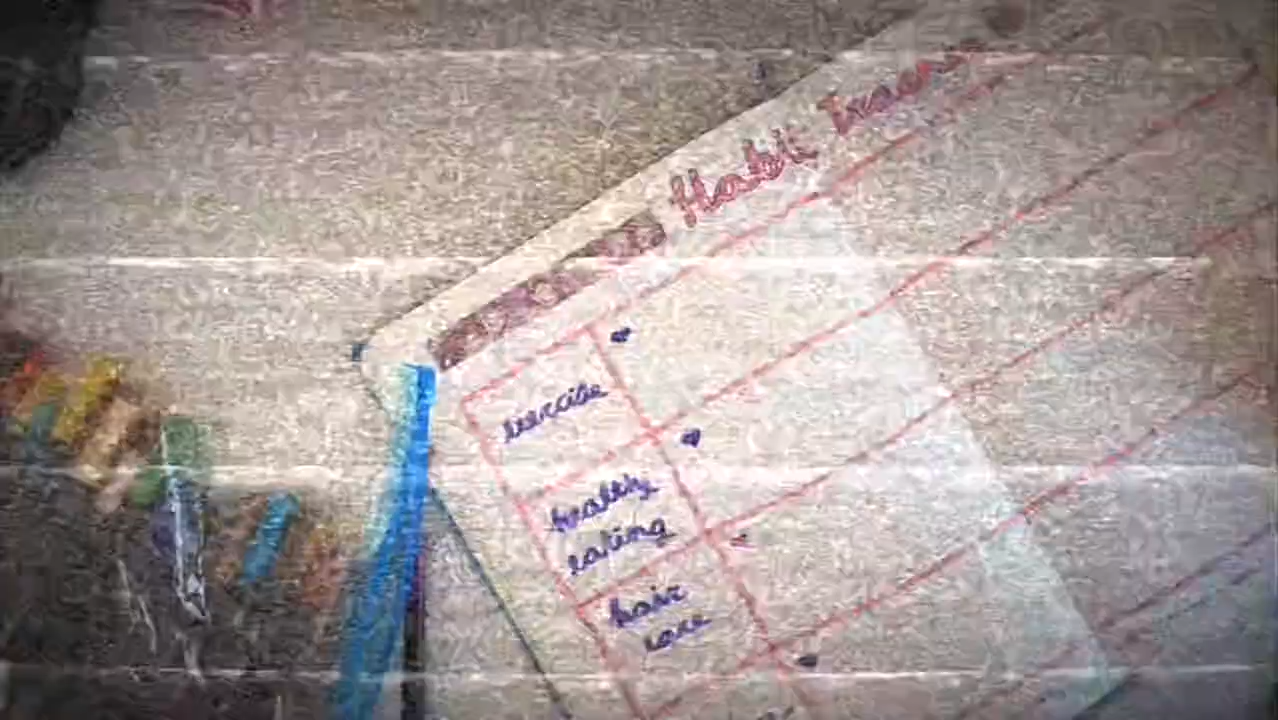 Habit Tracker
exercise
healthy
eating
hair
care